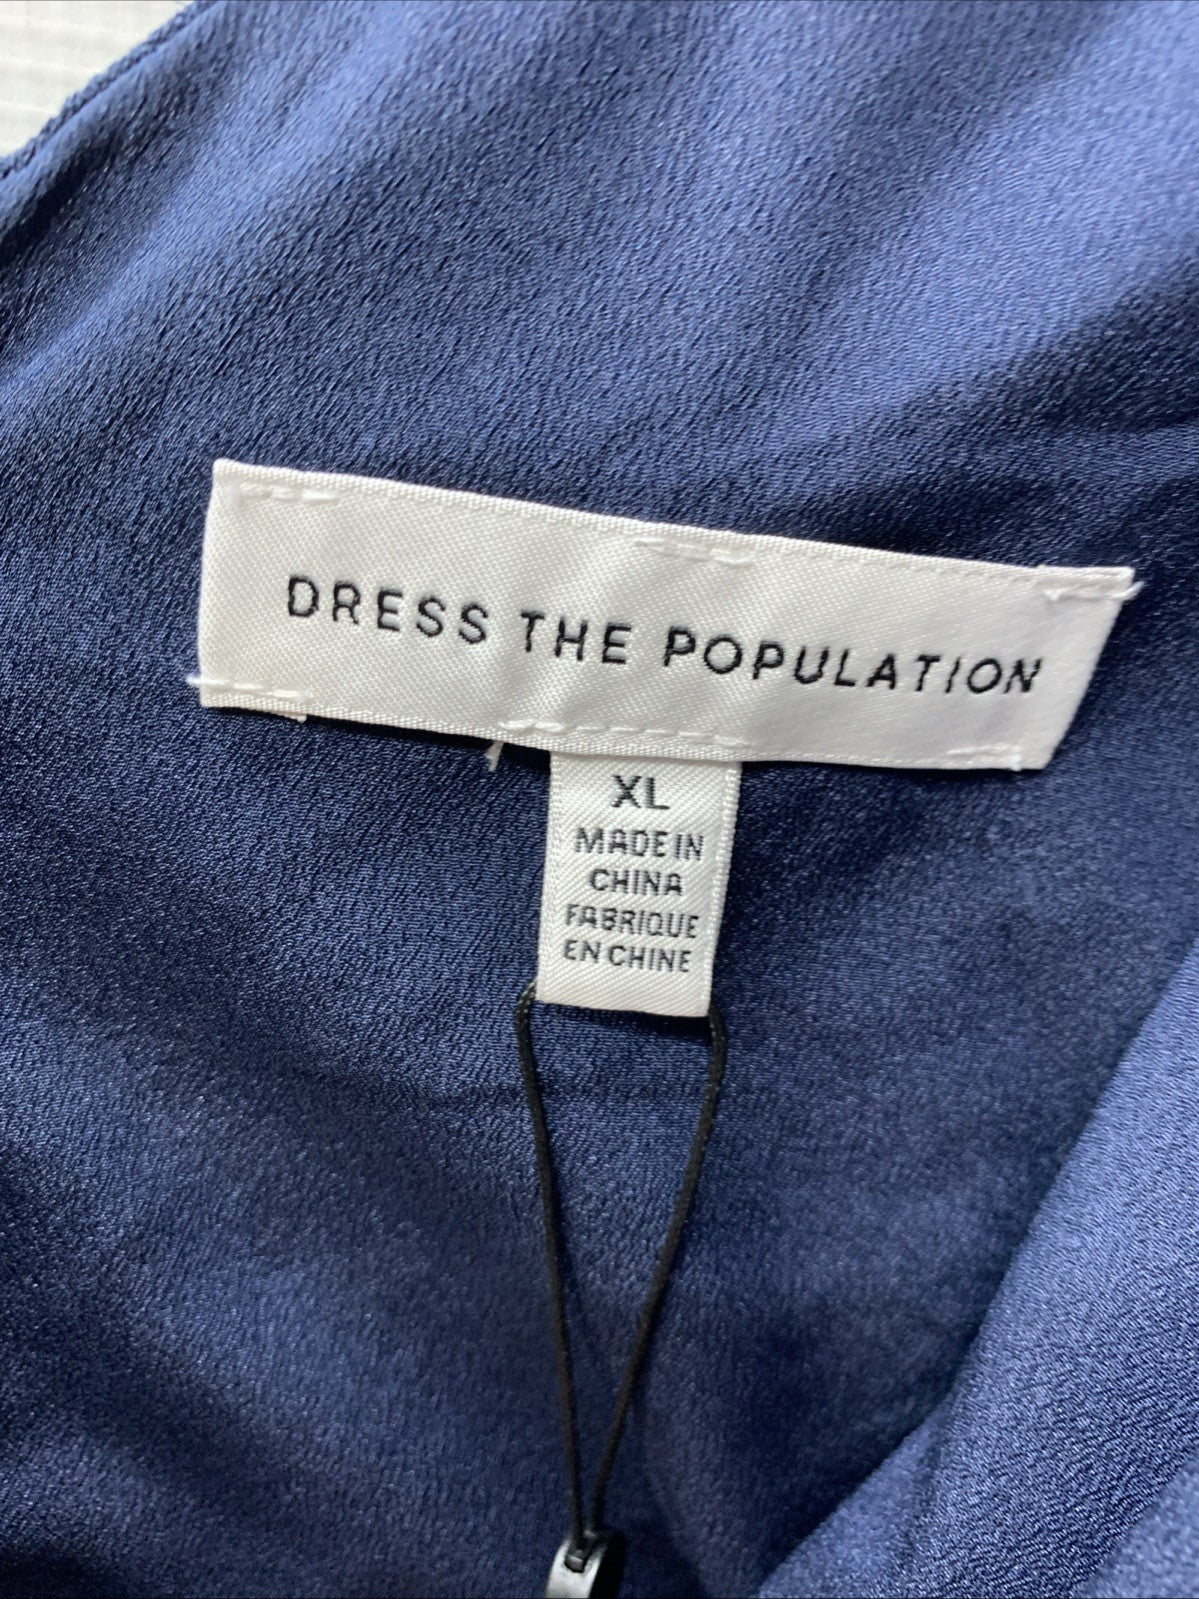 DRESS THE POPULATION
XL
MADE IN
CHINA
FABRIQUE
EN CHINE